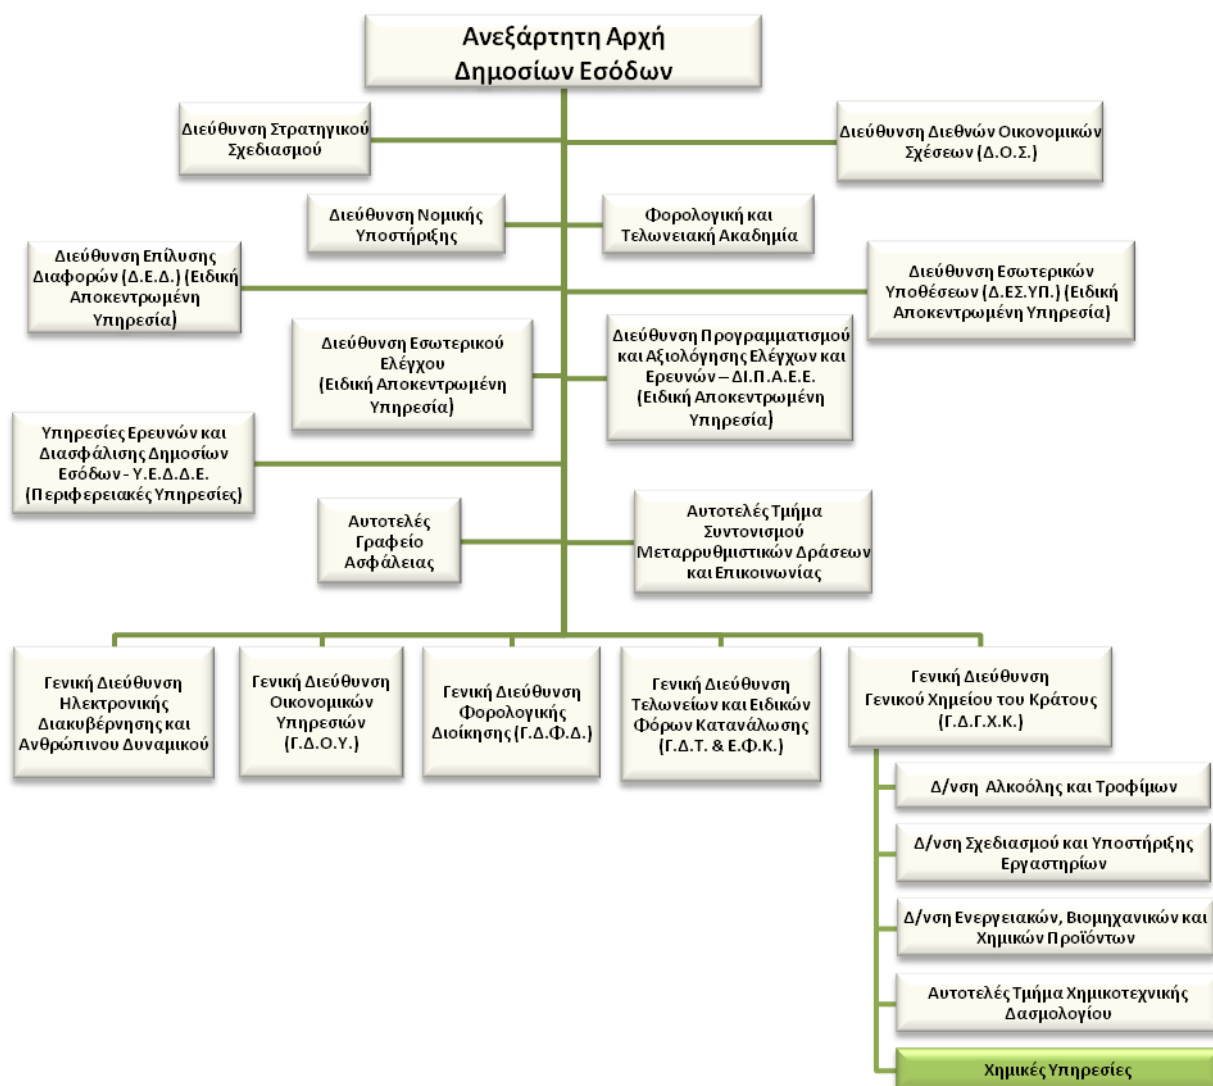 Ανεξάρτητη Αρχή
Δημοσίων Εσόδων
Διεύθυνση Στρατηγικού
Σχεδιασμού
Διεύθυνση Διεθνών Οικονομικών
Σχέσεων (Δ.Ο.Σ.)
Διεύθυνση Νομικής
Υποστήριξης
Φορολογική και
Τελωνειακή Ακαδημία
Διεύθυνση Επίλυσης
Διαφορών (Δ.Ε.Δ.) (Ειδική
Αποκεντρωμένη
Υπηρεσία)
Διεύθυνση Εσωτερικών
Υποθέσεων (Δ.ΕΣ.ΥΠ.) (Ειδική
Αποκεντρωμένη Υπηρεσία)
Διεύθυνση Εσωτερικού
Ελέγχου
(Ειδική Αποκεντρωμένη
Υπηρεσία)
Διεύθυνση Προγραμματισμού
και Αξιολόγησης Ελέγχων και
Ερευνών – ΔΙ.Π.Α.Ε.Ε.
(Ειδική Αποκεντρωμένη
Υπηρεσία)
Υπηρεσίες Ερευνών και
Διασφάλισης Δημοσίων
Εσόδων - Υ.Ε.Δ.Δ.Ε.
(Περιφερειακές Υπηρεσίες)
Αυτοτελές
Γραφείο
Ασφάλειας
Αυτοτελές Τμήμα
Συντονισμού
Μεταρρυθμιστικών Δράσεων
και Επικοινωνίας
Γενική Διεύθυνση
Ηλεκτρονικής
Διακυβέρνησης και
Ανθρώπινου Δυναμικού
Γενική Διεύθυνση
Οικονομικών
Υπηρεσιών
(Γ.Δ.Ο.Υ.)
Γενική Διεύθυνση
Φορολογικής
Διοίκησης (Γ.Δ.Φ.Δ.)
Γενική Διεύθυνση
Τελωνείων και Ειδικών
Φόρων Κατανάλωσης
(Γ.Δ.Τ. & Ε.Φ.Κ.)
Γενική Διεύθυνση
Γενικού Χημείου του Κράτους
(Γ.Δ.Γ.Χ.Κ.)
Δ/νση Αλκοόλης και Τροφίμων
Δ/νση Σχεδιασμού και Υποστήριξης
Εργαστηρίων
Δ/νση Ενεργειακών, Βιομηχανικών και
Χημικών Προϊόντων
Αυτοτελές Τμήμα Χημικοτεχνικής
Δασμολογίου
Χημικές Υπηρεσίες